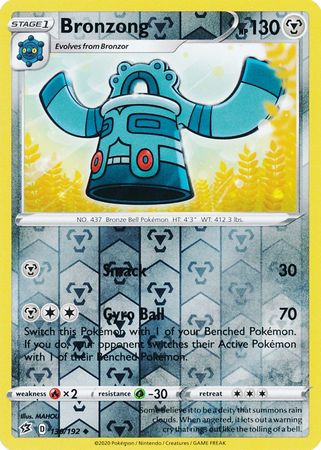 STAGE 1
Bronzong
HP 130
Evolves from Bronzor
NO. 437 Bronze Bell Pokémon HT: 4'3" WT: 412.3 lbs.
Smack 30
Gyro Ball 70
Switch this Pokémon with 1 of your Benched Pokémon.
If you do, your opponent switches their Active Pokémon
with 1 of their Benched Pokémon.
weakness ×2 resistance -30 retreat
Illus. MAHOU
D
/192
Some believe it to be a deity that summons rain
clouds. When angered, it lets out a warning
cry that rings out like the tolling of a bell.
©2020 Pokémon / Nintendo / Creatures / GAME FREAK